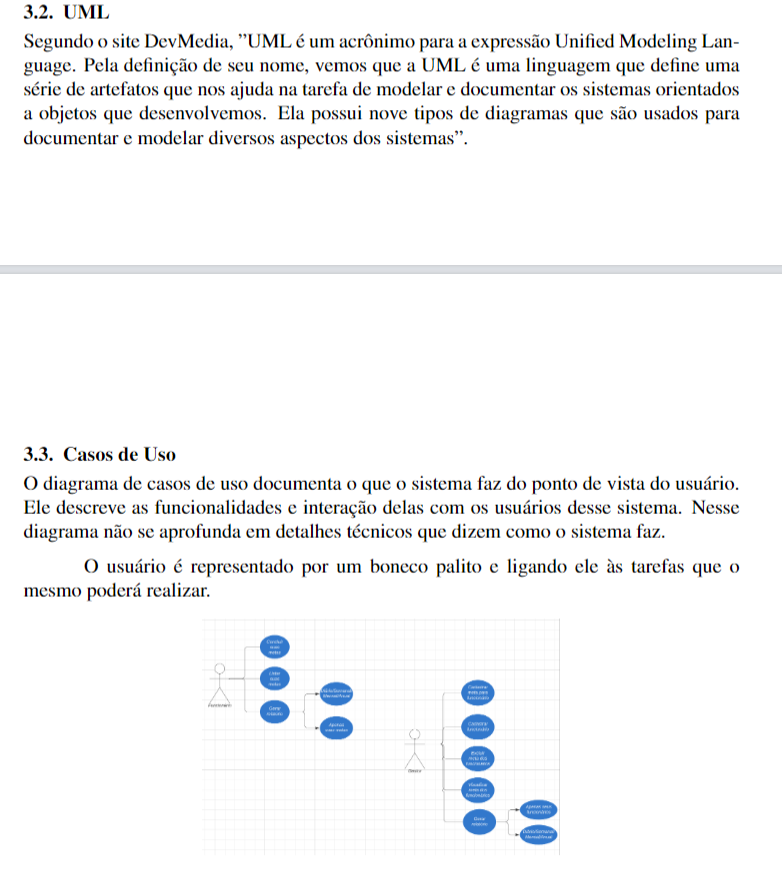 3.2. UML
Segundo o site DevMedia, ”UML é um acrônimo para a expressão Unified Modeling Lan-
guage. Pela definição de seu nome, vemos que a UML é uma linguagem que define uma
série de artefatos que nos ajuda na tarefa de modelar e documentar os sistemas orientados
a objetos que desenvolvemos. Ela possui nove tipos de diagramas que são usados para
documentar e modelar diversos aspectos dos sistemas”.
3.3. Casos de Uso
O diagrama de casos de uso documenta o que o sistema faz do ponto de vista do usuário.
Ele descreve as funcionalidades e interação delas com os usuários desse sistema. Nesse
diagrama não se aprofunda em detalhes técnicos que dizem como o sistema faz.
O usuário é representado por um boneco palito e ligando ele às tarefas que o
mesmo poderá realizar.